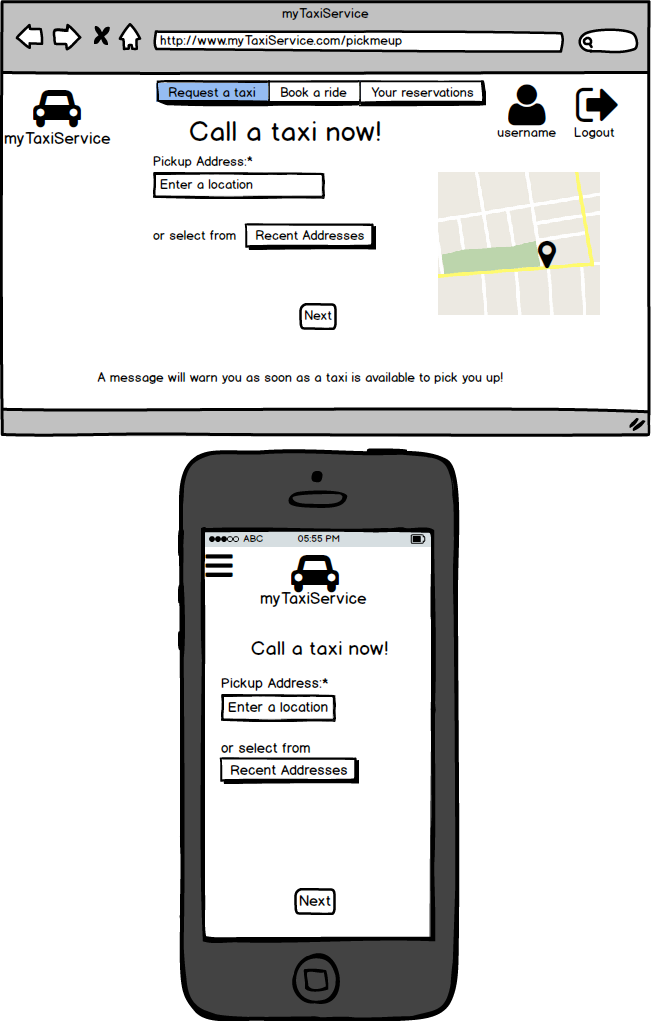 myTaxiService
http://www.myTaxiService.com/pickmeup
Request a taxi
Book a ride
Your reservations
myTaxiService
username
Logout
Call a taxi now!
Pickup Address:*
Enter a location
or select from
Recent Addresses
Next
A message will warn you as soon as a taxi is available to pick you up!
ABC
05:55 PM
myTaxiService
Call a taxi now!
Pickup Address:*
Enter a location
or select from
Recent Addresses
Next